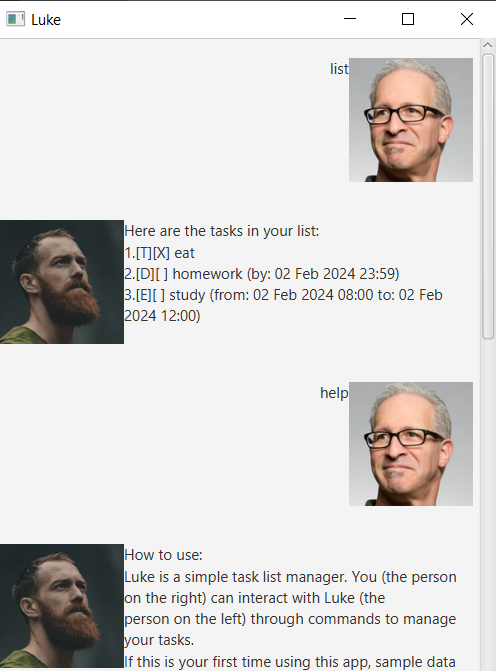 Luke
list
Here are the tasks in your list:
1.[T][X] eat
2.[D][ ] homework (by: 02 Feb 2024 23:59)
3.[E][ ] study (from: 02 Feb 2024 08:00 to: 02 Feb
2024 12:00)
help
How to use:
Luke is a simple task list manager. You (the person
on the right) can interact with Luke (the
person on the left) through commands to manage
your tasks.
If this is your first time using this app, sample data